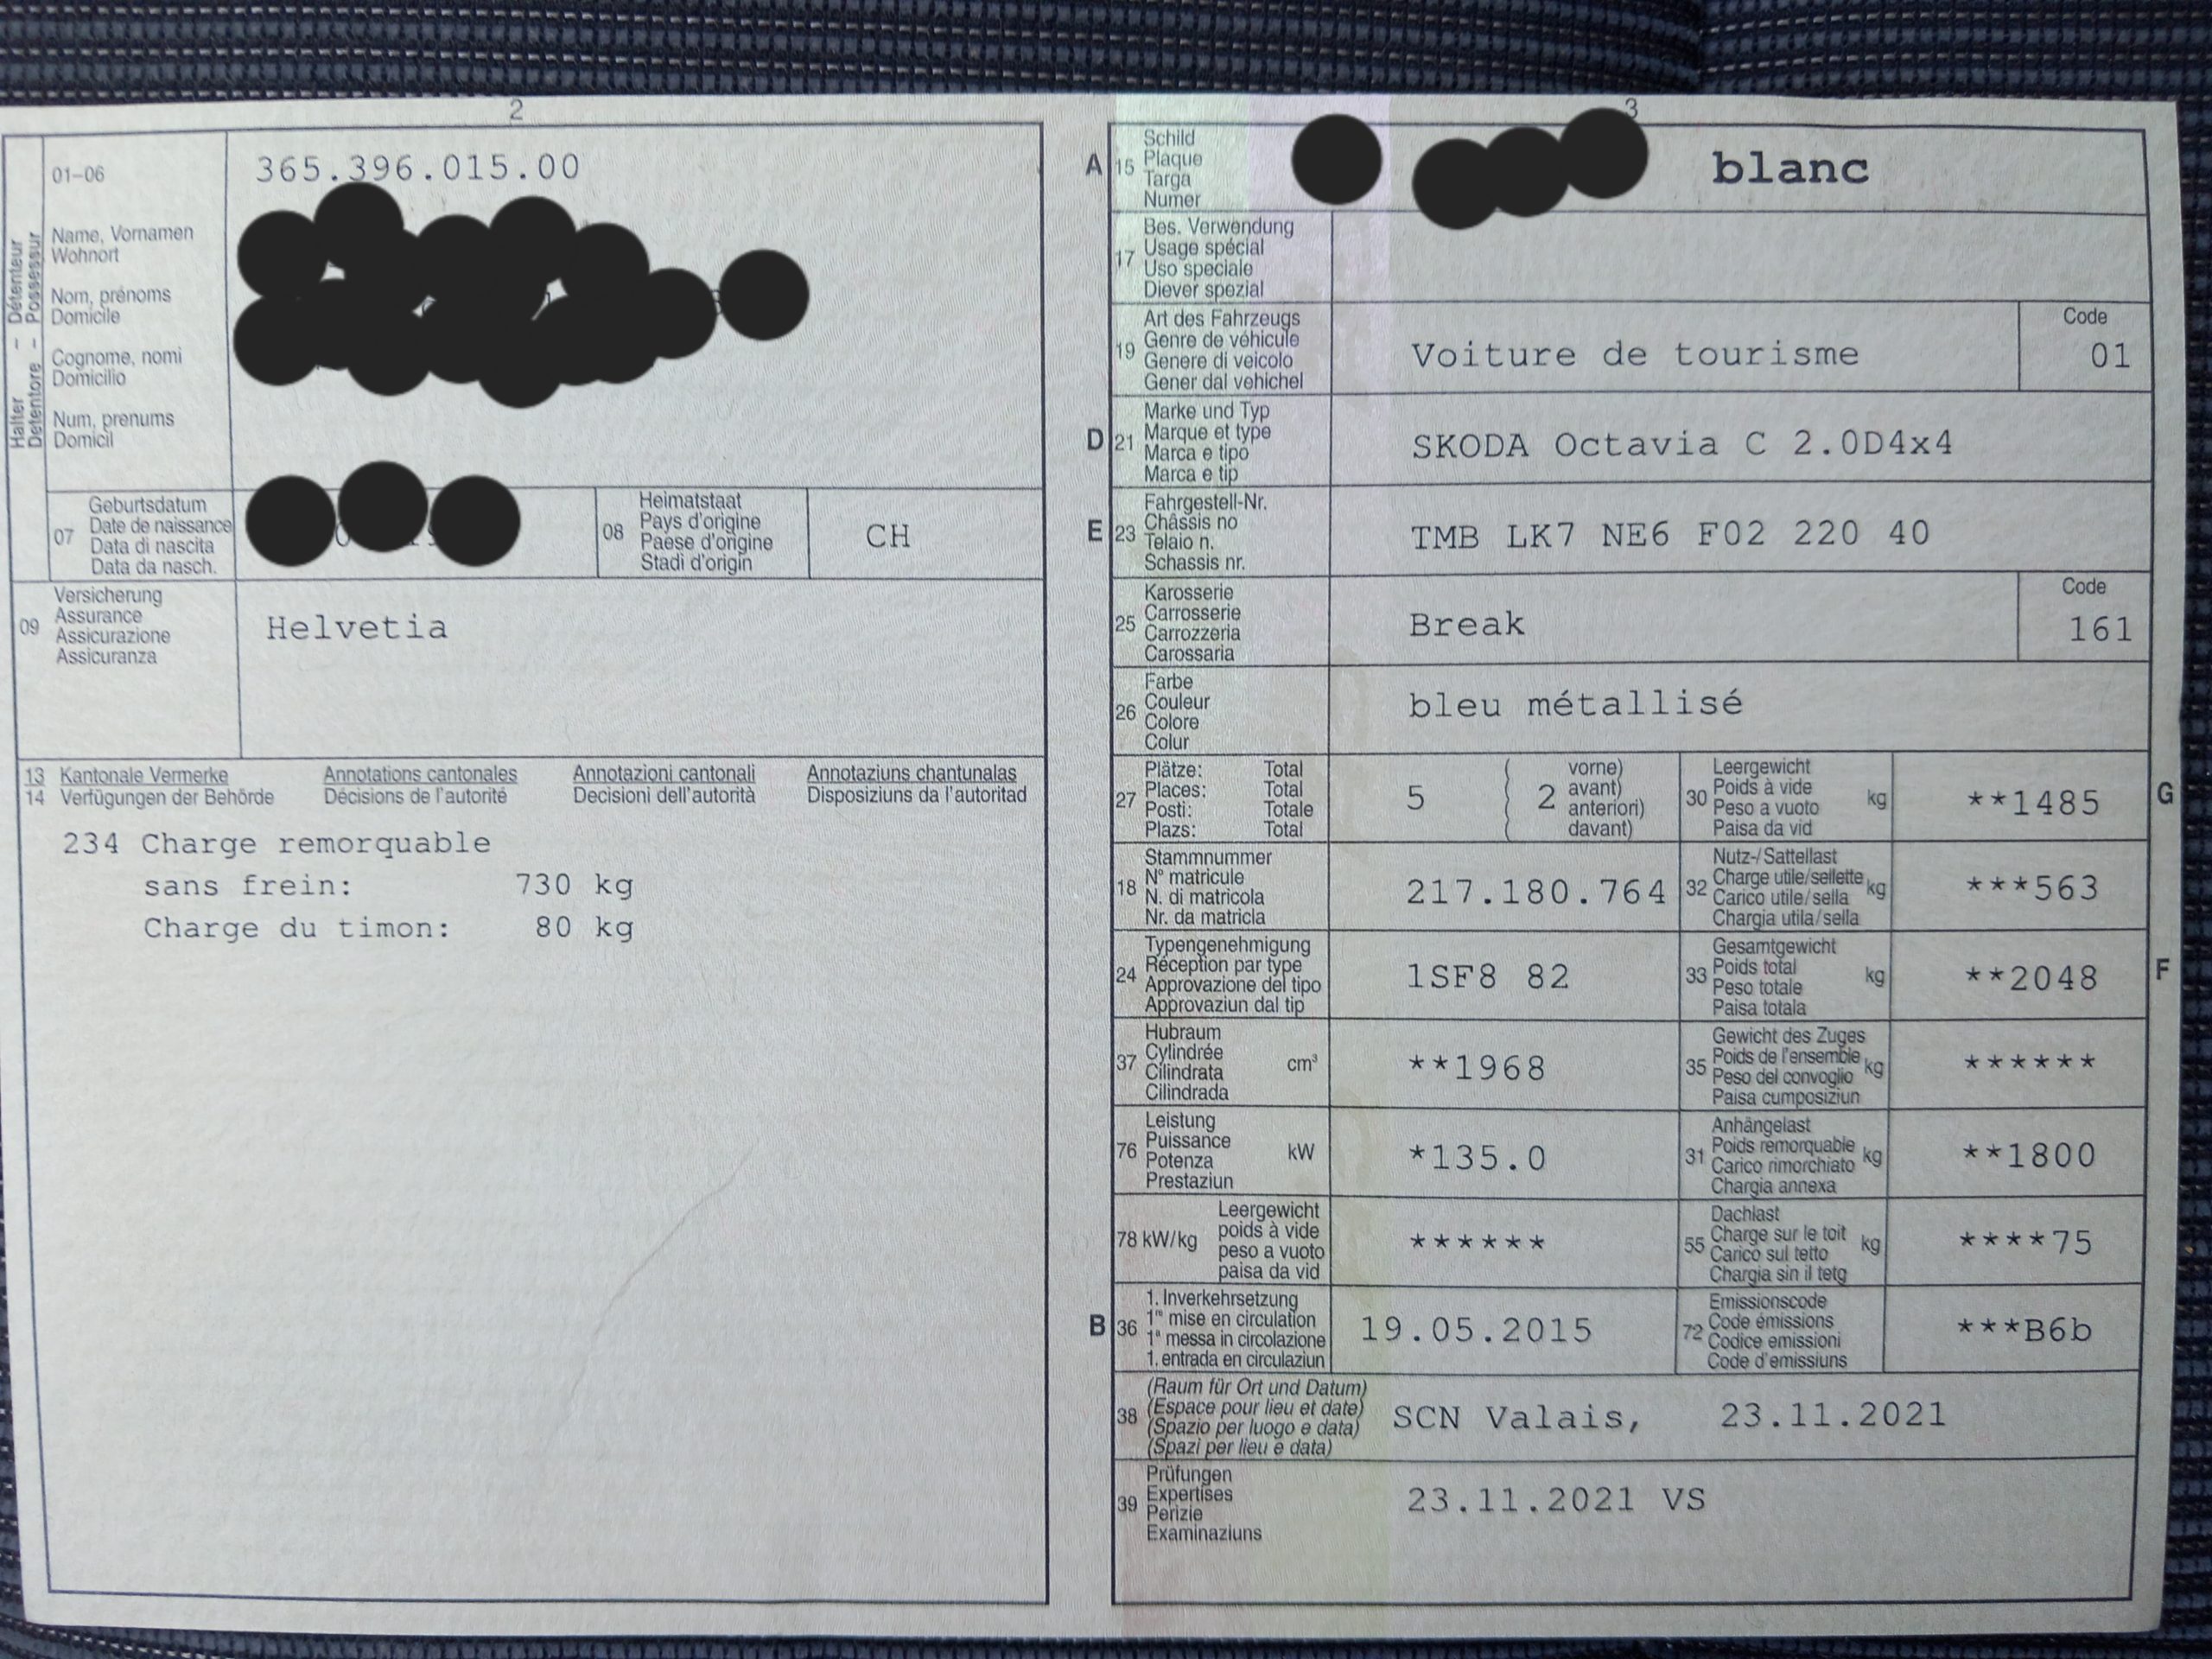 2
01–06
365.396.015.00
Halter – Détenteur
Detentore – Possessur
Name, Vornamen
Wohnort
Nom, prénoms
Domicile
Cognome, nomi
Domicilio
Num, prenums
Domicil
07
Geburtsdatum
Date de naissance
Data di nascita
Data da nasch.
08
Heimatstaat
Pays d'origine
Paese d'origine
Stadi d'origin
CH
09
Versicherung
Assurance
Assicurazione
Assicuranza
Helvetia
13 Kantonale Vermerke Annotations cantonales Annotazioni cantonali Annotaziuns chantunalas
14 Verfügungen der Behörde Décisions de l'autorité Decisioni dell'autorità Disposiziuns da l'autoritad
234 Charge remorquable
sans frein: 730 kg
Charge du timon: 80 kg
3
A 15
Schild
Plaque
Targa
Numer
blanc
17
Bes. Verwendung
Usage spécial
Uso speciale
Diever spezial
19
Art des Fahrzeugs
Genre de véhicule
Genere di veicolo
Gener dal vehichel
Voiture de tourisme
Code
01
D 21
Marke und Typ
Marque et type
Marca e tipo
Marca e tip
SKODA Octavia C 2.0D4x4
E 23
Fahrgestell-Nr.
Châssis no
Telaio n.
Schassis nr.
TMB LK7 NE6 F02 220 40
25
Karosserie
Carrosserie
Carrozzeria
Carossaria
Break
Code
161
26
Farbe
Couleur
Colore
Colur
bleu métallisé
27
Plätze: Total
Places: Total
Posti: Totale
Plazs: Total
5
( 2
vorne)
avant)
anteriori)
davant)
30
Leergewicht
Poids à vide
Peso a vuoto
Paisa da vid
kg
**1485
G
18
Stammnummer
N° matricule
N. di matricola
Nr. da matricla
217.180.764
32
Nutz-/Sattellast
Charge utile/sellette
Carico utile/sella
Chargia utila/sella
kg
***563
24
Typengenehmigung
Réception par type
Approvazione del tipo
Approvaziun dal tip
1SF8 82
33
Gesamtgewicht
Poids total
Peso totale
Paisa totala
kg
**2048
F
37
Hubraum
Cylindrée
Cilindrata
Cilindrada
cm³
**1968
35
Gewicht des Zuges
Poids de l'ensemble
Peso del convoglio
Paisa cumposiziun
kg
******
76
Leistung
Puissance
Potenza
Prestaziun
kW
*135.0
31
Anhängelast
Poids remorquable
Carico rimorchiato
Chargia annexa
kg
**1800
78 kW/kg
Leergewicht
poids à vide
peso a vuoto
paisa da vid
******
55
Dachlast
Charge sur le toit
Carico sul tetto
Chargia sin il tetg
kg
****75
B 36
1. Inverkehrsetzung
1re mise en circulation
1a messa in circolazione
1. entrada en circulaziun
19.05.2015
72
Emissionscode
Code émissions
Codice emissioni
Code d'emissiuns
***B6b
38
(Raum für Ort und Datum)
(Espace pour lieu et date)
(Spazio per luogo e data)
(Spazi per lieu e data)
SCN Valais, 23.11.2021
39
Prüfungen
Expertises
Perizie
Examinaziuns
23.11.2021 VS